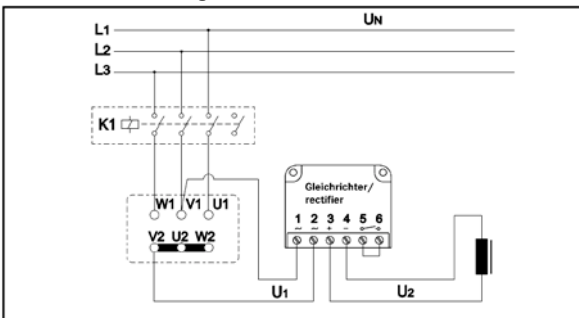 UN
L1
L2
L3
K1
W1 V1 U1
V2 U2 W2
Gleichrichter/
rectifier
1 2 3 4 5 6
~ ~ + -
U1
U2